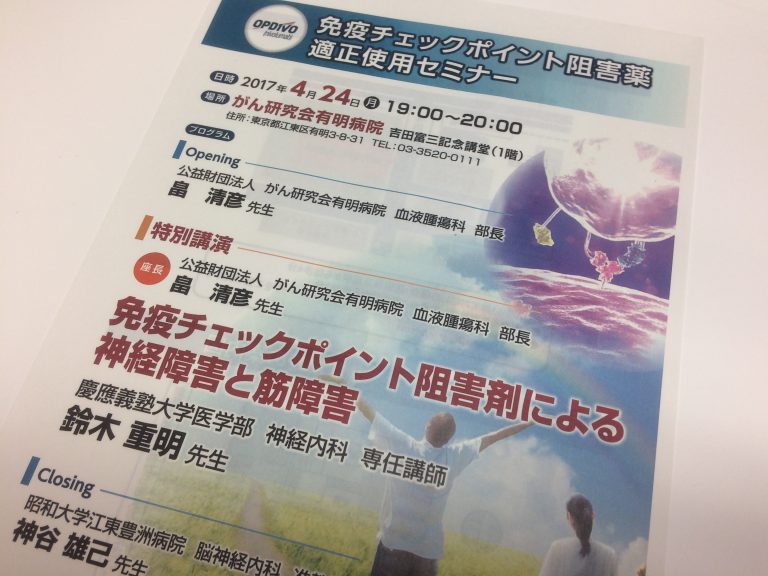 OPDIVO
免疫チェックポイント阻害薬
適正使用セミナー
日時 2017年4月24日 月 19:00～20:00
場所 がん研究会有明病院 吉田富三記念講堂(1階)
住所:東京都江東区有明3-8-31 TEL:03-3520-0111
プログラム
Opening
公益財団法人 がん研究会有明病院 血液腫瘍科 部長
畠 清彦 先生
特別講演
座長 公益財団法人 がん研究会有明病院 血液腫瘍科 部長
畠 清彦 先生
免疫チェックポイント阻害剤による
神経障害と筋障害
慶應義塾大学医学部 神経内科 専任講師
鈴木 重明 先生
Closing
昭和大学江東豊洲病院 脳神経内科
神谷 雄己 先生